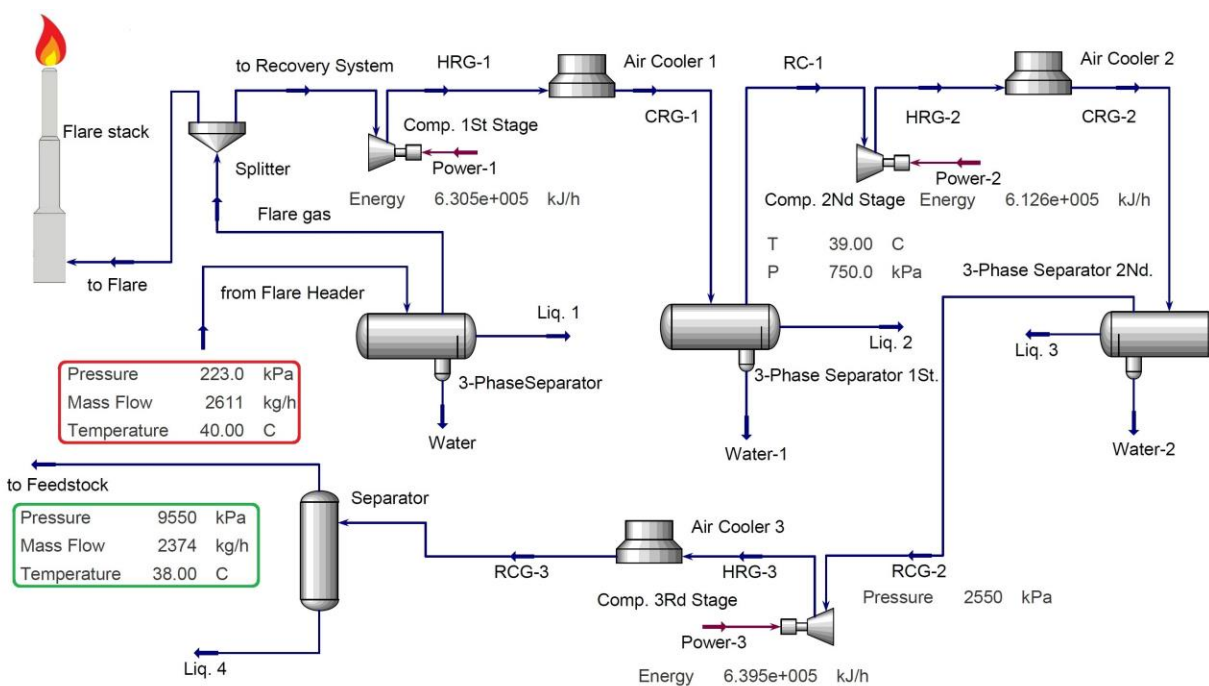 HRG-1
Air Cooler 1
RC-1
Air Cooler 2
to Recovery System
HRG-2
CRG-2
Flare stack
Comp. 1St Stage
CRG-1
Splitter
Power-1
Power-2
Energy 6.305e+005 kJ/h
Comp. 2Nd Stage Energy 6.126e+005 kJ/h
Flare gas
T 39.00 C
P 750.0 kPa
3-Phase Separator 2Nd.
to Flare
from Flare Header
Liq. 1
Liq. 2
Liq. 3
Pressure 223.0 kPa
Mass Flow 2611 kg/h
Temperature 40.00 C
3-PhaseSeparator
3-Phase Separator 1St.
Water
Water-1
Water-2
to Feedstock
Separator
Pressure 9550 kPa
Mass Flow 2374 kg/h
Temperature 38.00 C
Air Cooler 3
RCG-3
HRG-3
RCG-2
Comp. 3Rd Stage
Pressure 2550 kPa
Power-3
Liq. 4
Energy 6.395e+005 kJ/h